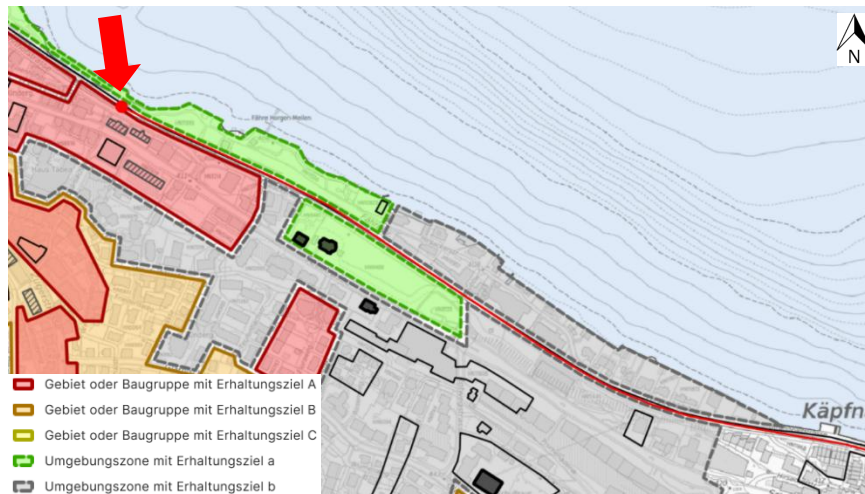 N
Fähre Horgen Meilen
Käpfn
Gebiet oder Baugruppe mit Erhaltungsziel A
Gebiet oder Baugruppe mit Erhaltungsziel B
Gebiet oder Baugruppe mit Erhaltungsziel C
Umgebungszone mit Erhaltungsziel a
Umgebungszone mit Erhaltungsziel b